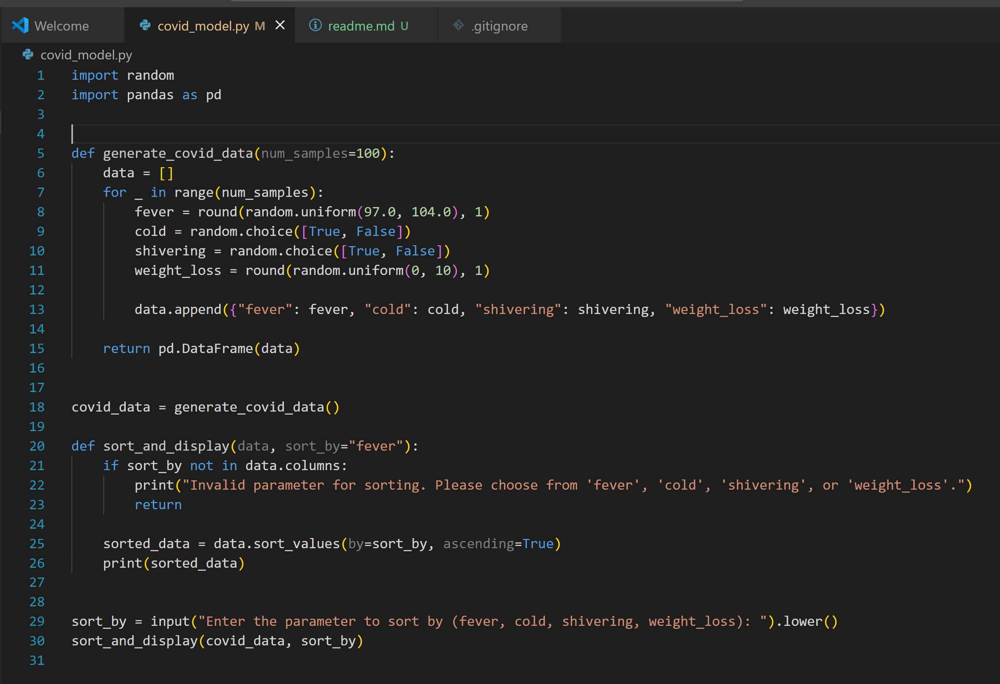 Welcome covid_model.py M readme.md U .gitignore
covid_model.py
1 import random
2 import pandas as pd
3
4
5 def generate_covid_data(num_samples=100):
6     data = []
7     for _ in range(num_samples):
8         fever = round(random.uniform(97.0, 104.0), 1)
9         cold = random.choice([True, False])
10         shivering = random.choice([True, False])
11         weight_loss = round(random.uniform(0, 10), 1)
12
13         data.append({"fever": fever, "cold": cold, "shivering": shivering, "weight_loss": weight_loss})
14
15     return pd.DataFrame(data)
16
17
18 covid_data = generate_covid_data()
19
20 def sort_and_display(data, sort_by="fever"):
21     if sort_by not in data.columns:
22         print("Invalid parameter for sorting. Please choose from 'fever', 'cold', 'shivering', or 'weight_loss'.")
23         return
24
25     sorted_data = data.sort_values(by=sort_by, ascending=True)
26     print(sorted_data)
27
28
29 sort_by = input("Enter the parameter to sort by (fever, cold, shivering, weight_loss): ").lower()
30 sort_and_display(covid_data, sort_by)
31